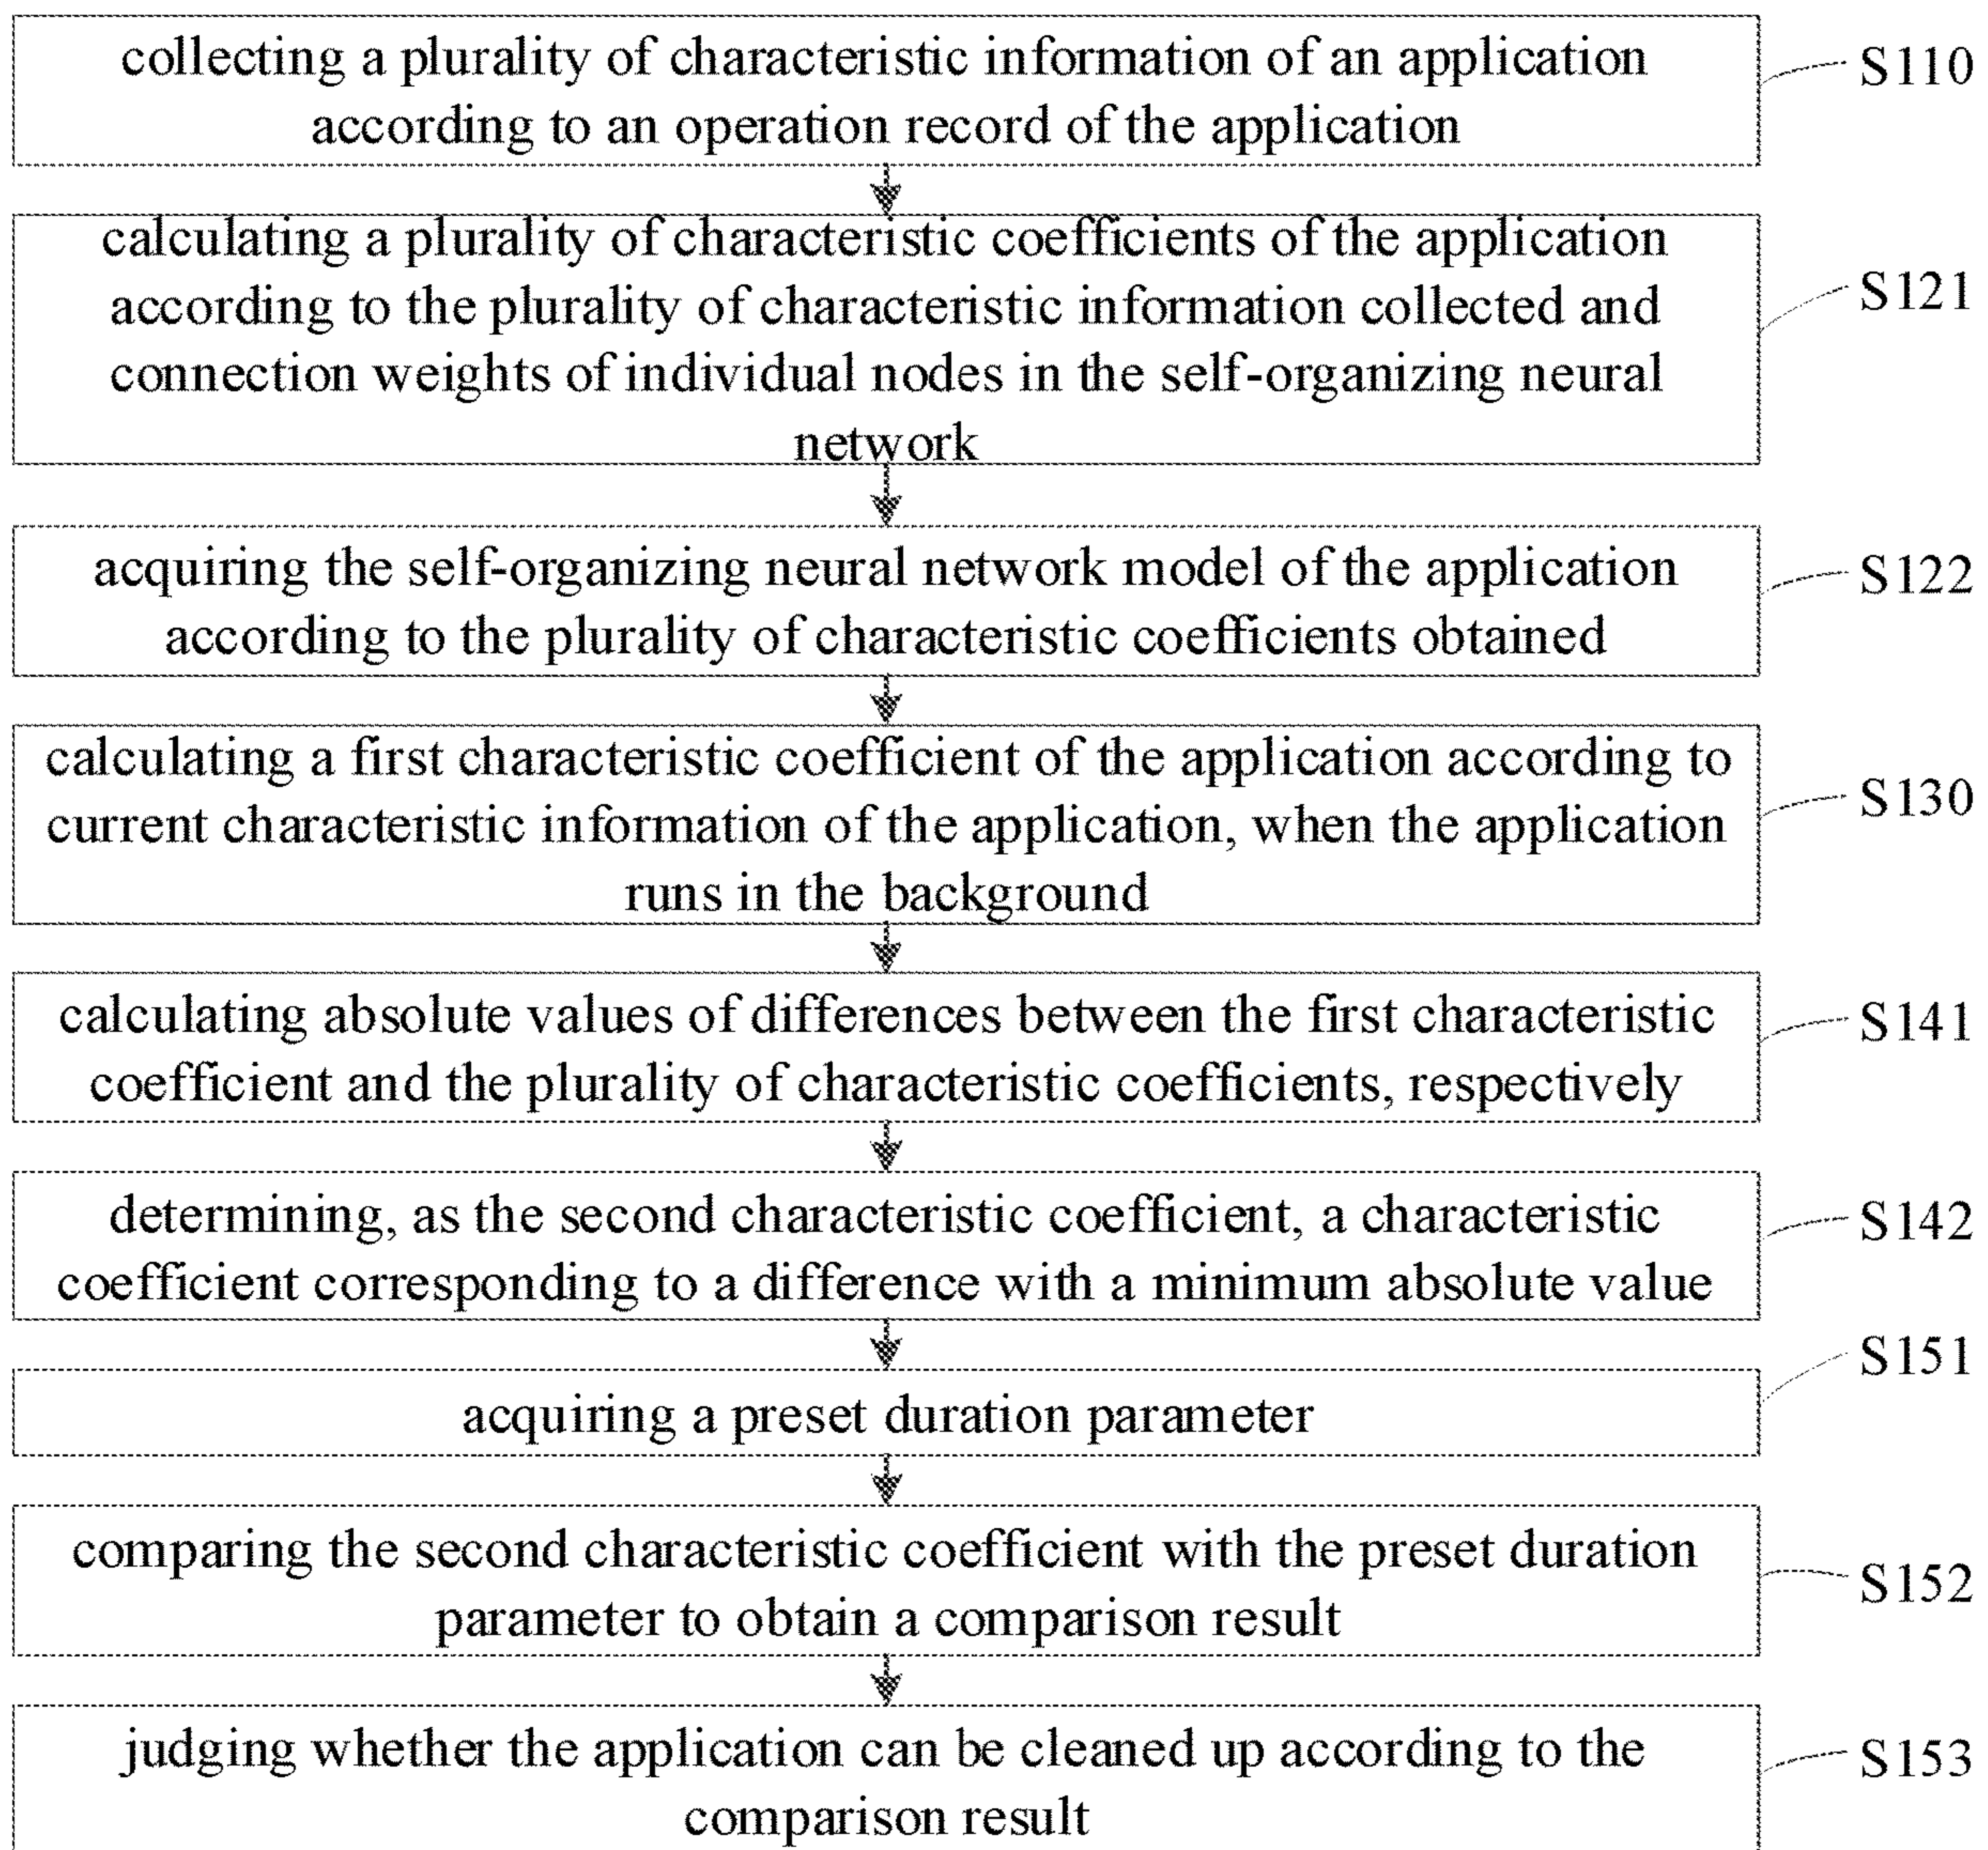 collecting a plurality of characteristic information of an application
according to an operation record of the application
S110
calculating a plurality of characteristic coefficients of the application
according to the plurality of characteristic information collected and
connection weights of individual nodes in the self-organizing neural
network
S121
acquiring the self-organizing neural network model of the application
according to the plurality of characteristic coefficients obtained
S122
calculating a first characteristic coefficient of the application according to
current characteristic information of the application, when the application
runs in the background
S130
calculating absolute values of differences between the first characteristic
coefficient and the plurality of characteristic coefficients, respectively
S141
determining, as the second characteristic coefficient, a characteristic
coefficient corresponding to a difference with a minimum absolute value
S142
acquiring a preset duration parameter
S151
comparing the second characteristic coefficient with the preset duration
parameter to obtain a comparison result
S152
judging whether the application can be cleaned up according to the
comparison result
S153